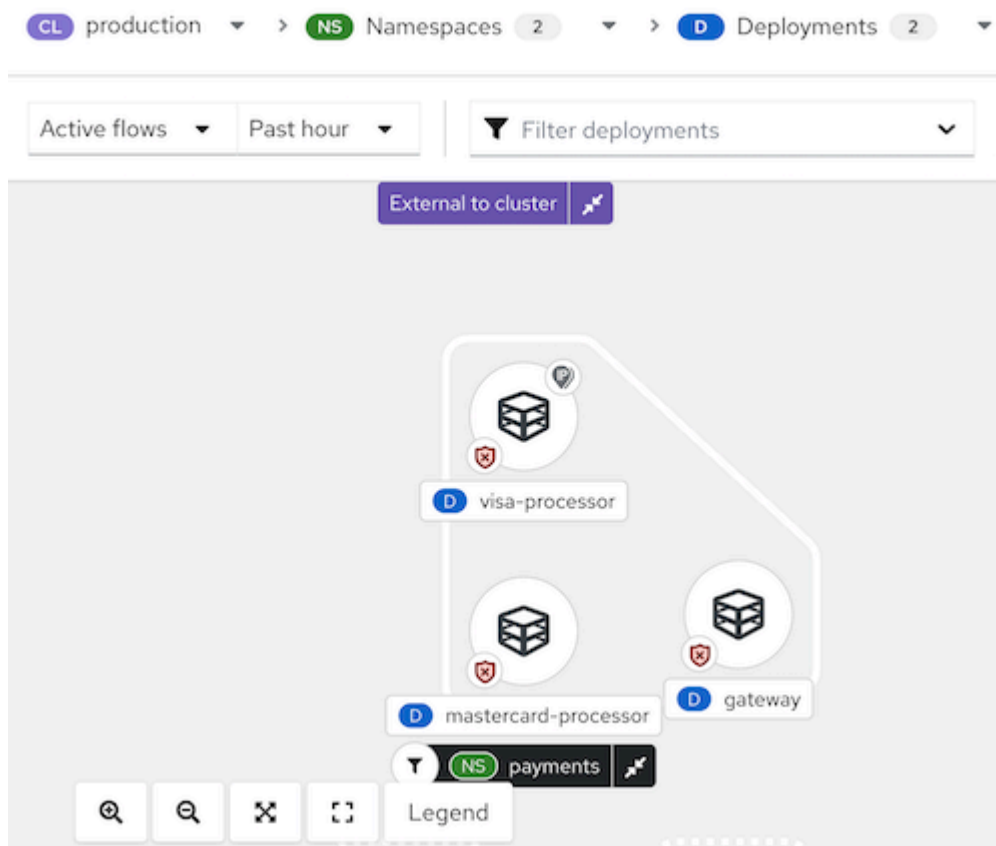 CL production > NS Namespaces 2 > D Deployments 2
Active flows Past hour Filter deployments
External to cluster
D visa-processor
D mastercard-processor
D gateway
NS payments
Legend